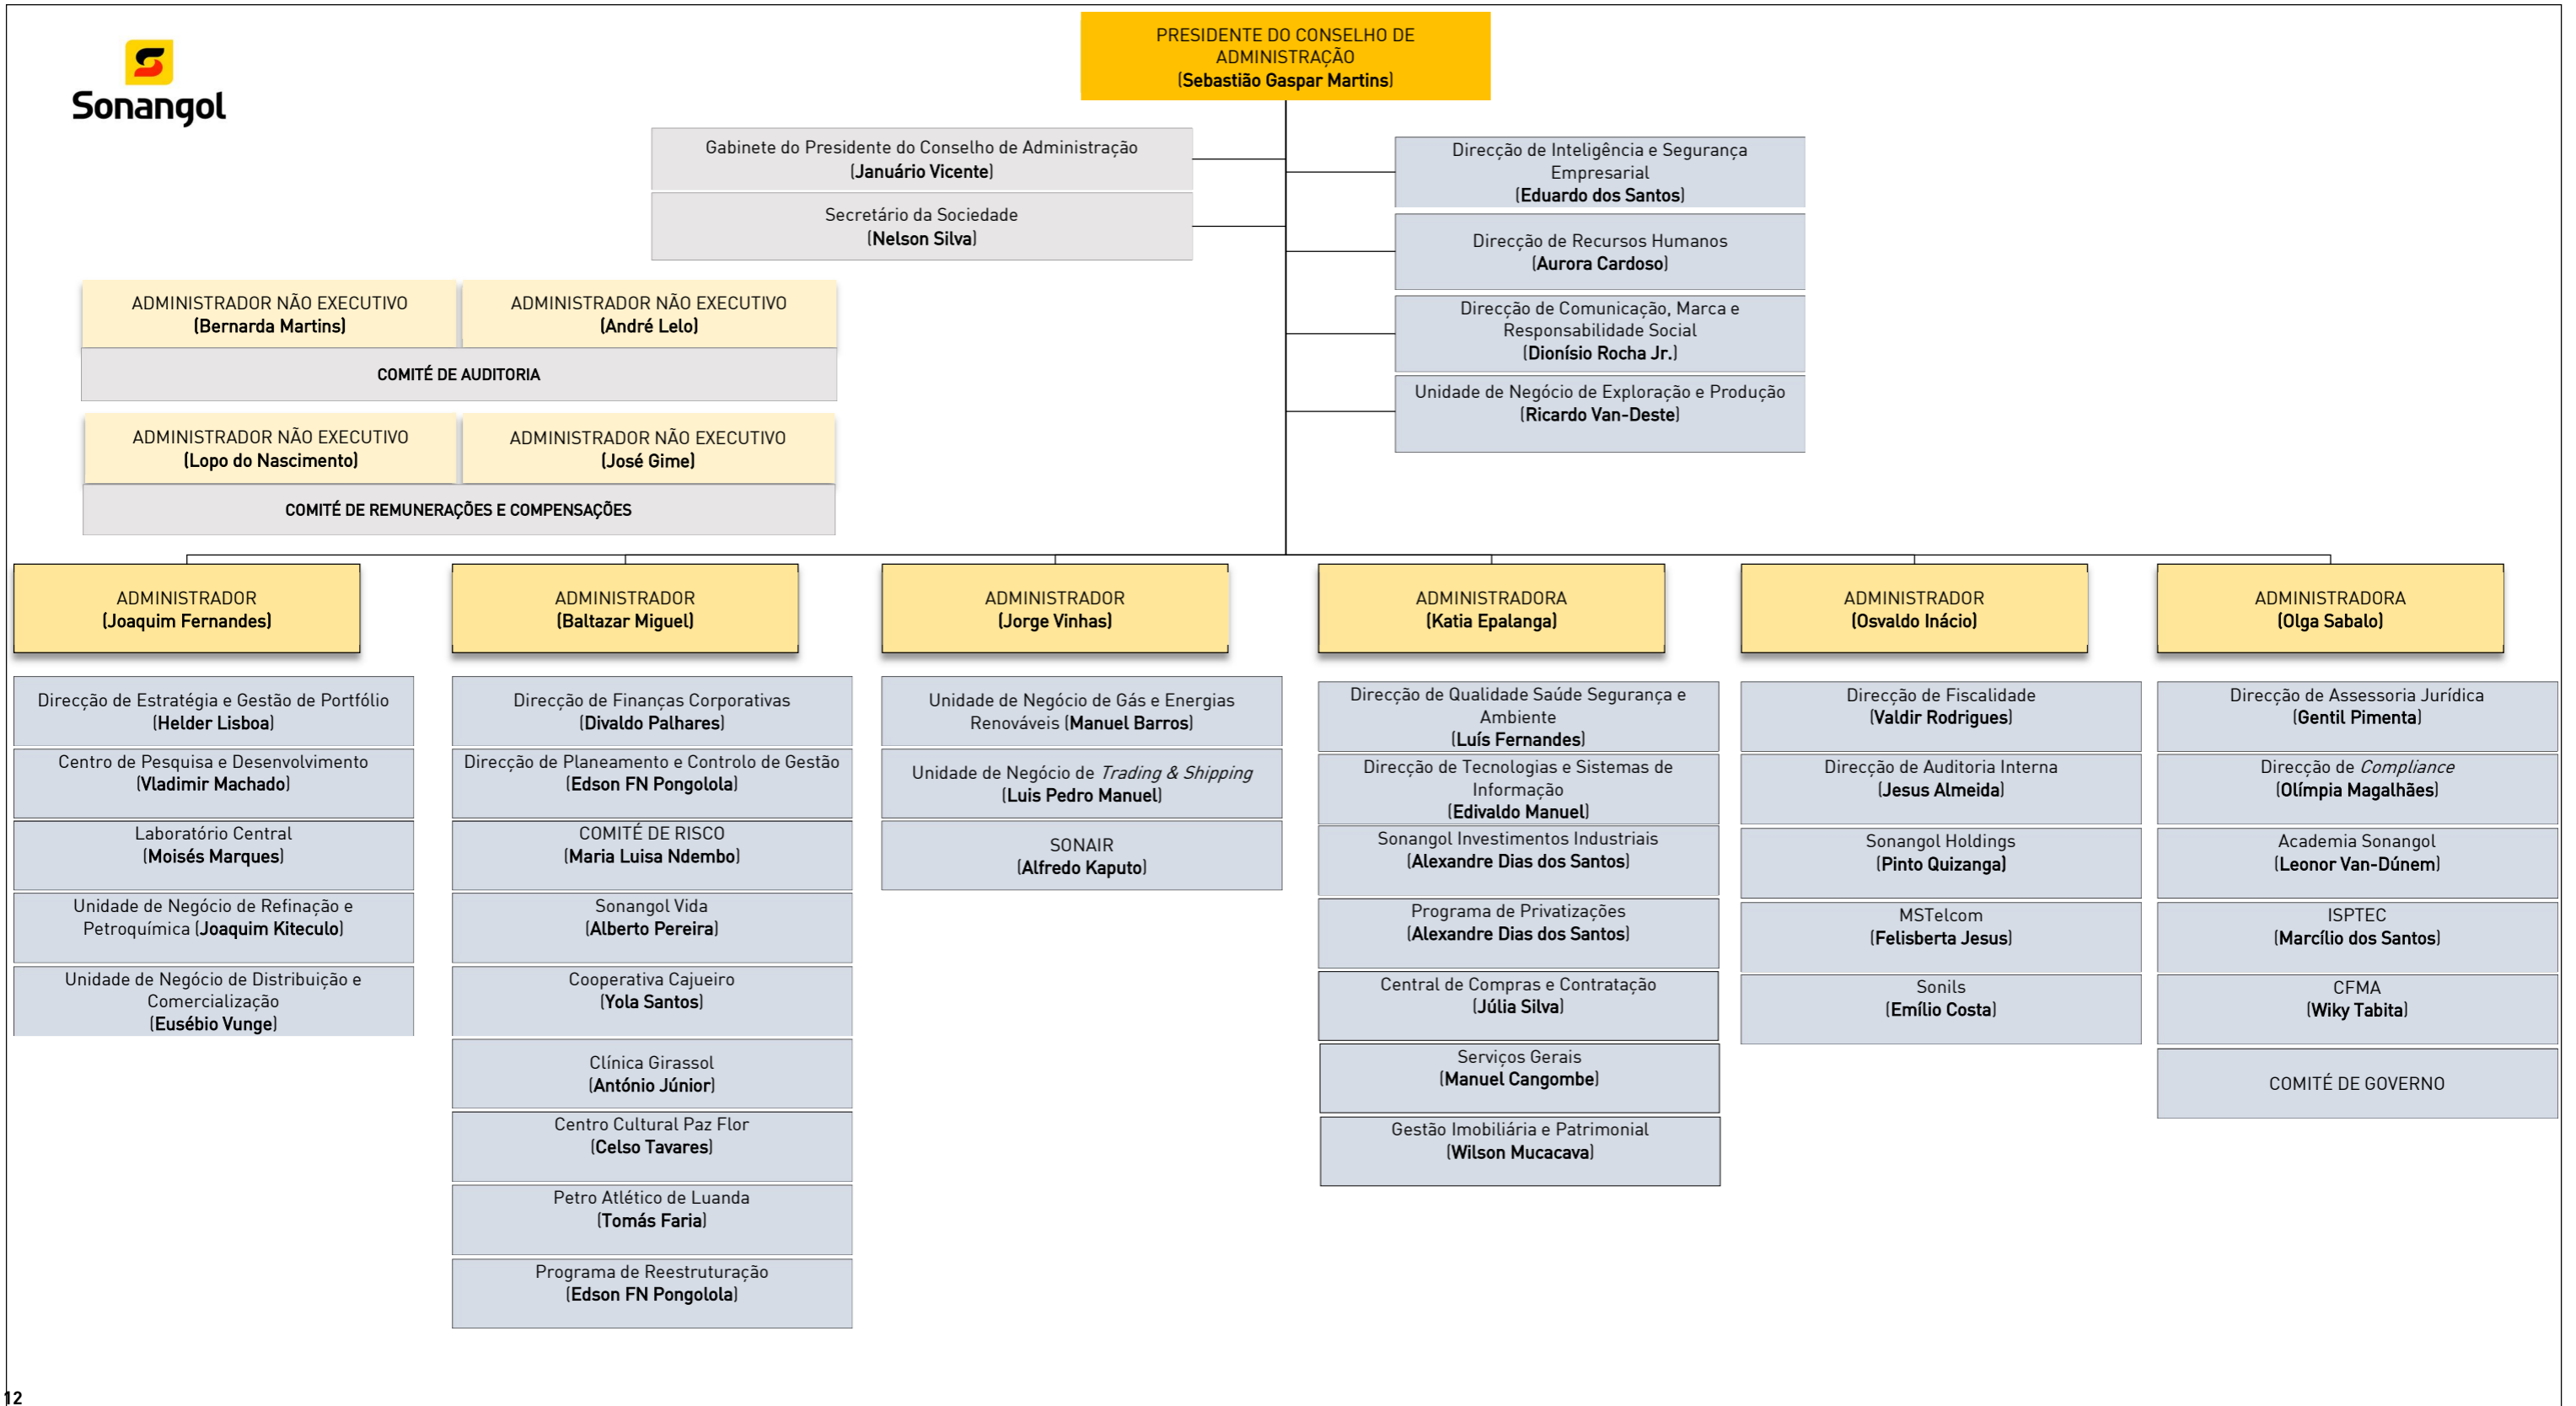 Sonangol
PRESIDENTE DO CONSELHO DE
ADMINISTRAÇÃO
(Sebastião Gaspar Martins)
Gabinete do Presidente do Conselho de Administração
(Januário Vicente)
Secretário da Sociedade
(Nelson Silva)
Direcção de Inteligência e Segurança
Empresarial
(Eduardo dos Santos)
Direcção de Recursos Humanos
(Aurora Cardoso)
Direcção de Comunicação, Marca e
Responsabilidade Social
(Dionísio Rocha Jr.)
Unidade de Negócio de Exploração e Produção
(Ricardo Van-Deste)
ADMINISTRADOR NÃO EXECUTIVO
(Bernarda Martins)
ADMINISTRADOR NÃO EXECUTIVO
(André Lelo)
COMITÉ DE AUDITORIA
ADMINISTRADOR NÃO EXECUTIVO
(Lopo do Nascimento)
ADMINISTRADOR NÃO EXECUTIVO
(José Gime)
COMITÉ DE REMUNERAÇÕES E COMPENSAÇÕES
ADMINISTRADOR
(Joaquim Fernandes)
Direcção de Estratégia e Gestão de Portfólio
(Helder Lisboa)
Centro de Pesquisa e Desenvolvimento
(Vladimir Machado)
Laboratório Central
(Moisés Marques)
Unidade de Negócio de Refinação e
Petroquímica (Joaquim Kiteculo)
Unidade de Negócio de Distribuição e
Comercialização
(Eusébio Vunge)
ADMINISTRADOR
(Baltazar Miguel)
Direcção de Finanças Corporativas
(Divaldo Palhares)
Direcção de Planeamento e Controlo de Gestão
(Edson FN Pongolola)
COMITÉ DE RISCO
(Maria Luisa Ndembo)
Sonangol Vida
(Alberto Pereira)
Cooperativa Cajueiro
(Yola Santos)
Clínica Girassol
(António Júnior)
Centro Cultural Paz Flor
(Celso Tavares)
Petro Atlético de Luanda
(Tomás Faria)
Programa de Reestruturação
(Edson FN Pongolola)
ADMINISTRADOR
(Jorge Vinhas)
Unidade de Negócio de Gás e Energias
Renováveis (Manuel Barros)
Unidade de Negócio de Trading & Shipping
(Luis Pedro Manuel)
SONAIR
(Alfredo Kaputo)
ADMINISTRADORA
(Katia Epalanga)
Direcção de Qualidade Saúde Segurança e
Ambiente
(Luís Fernandes)
Direcção de Tecnologias e Sistemas de
Informação
(Edivaldo Manuel)
Sonangol Investimentos Industriais
(Alexandre Dias dos Santos)
Programa de Privatizações
(Alexandre Dias dos Santos)
Central de Compras e Contratação
(Júlia Silva)
Serviços Gerais
(Manuel Cangombe)
Gestão Imobiliária e Patrimonial
(Wilson Mucacava)
ADMINISTRADOR
(Osvaldo Inácio)
Direcção de Fiscalidade
(Valdir Rodrigues)
Direcção de Auditoria Interna
(Jesus Almeida)
Sonangol Holdings
(Pinto Quizanga)
MSTelcom
(Felisberta Jesus)
Sonils
(Emílio Costa)
ADMINISTRADORA
(Olga Sabalo)
Direcção de Assessoria Jurídica
(Gentil Pimenta)
Direcção de Compliance
(Olímpia Magalhães)
Academia Sonangol
(Leonor Van-Dúnem)
ISPTEC
(Marcílio dos Santos)
CFMA
(Wiky Tabita)
COMITÉ DE GOVERNO
12